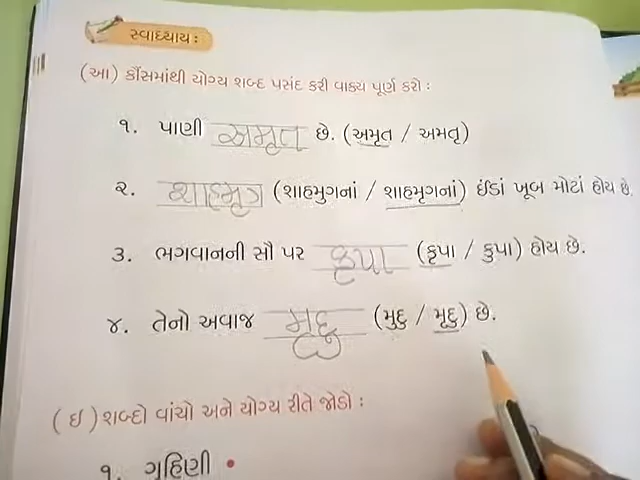 સ્વાધ્યાય:
(આ) કૌંસમાંથી યોગ્ય શબ્દ પસંદ કરી વાક્ય પૂર્ણ કરો :
૧. પાણી અમૃત છે. (અમૃત / અમતૃ)
૨. શાહમૃગ (શાહમુગનાં / શાહમૃગનાં) ઈંડાં ખૂબ મોટાં હોય છે.
૩. ભગવાનની સૌ પર કૃપા (કૃપા / કુપા) હોય છે.
૪. તેનો અવાજ મૃદુ (મુદુ / મૃદુ) છે.
(ઈ) શબ્દો વાંચો અને યોગ્ય રીતે જોડો :
૧. ગૃહિણી •